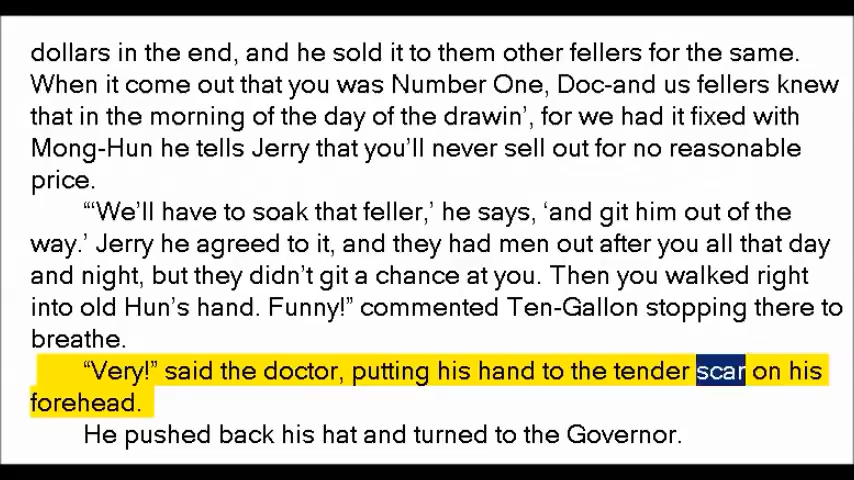 dollars in the end, and he sold it to them other fellers for the same.
When it come out that you was Number One, Doc-and us fellers knew
that in the morning of the day of the drawin’, for we had it fixed with
Mong-Hun he tells Jerry that you’ll never sell out for no reasonable
price.
“‘We’ll have to soak that feller,’ he says, ‘and git him out of the
way.’ Jerry he agreed to it, and they had men out after you all that day
and night, but they didn’t git a chance at you. Then you walked right
into old Hun’s hand. Funny!” commented Ten-Gallon stopping there to
breathe.
“Very!” said the doctor, putting his hand to the tender scar on his
forehead.
He pushed back his hat and turned to the Governor.